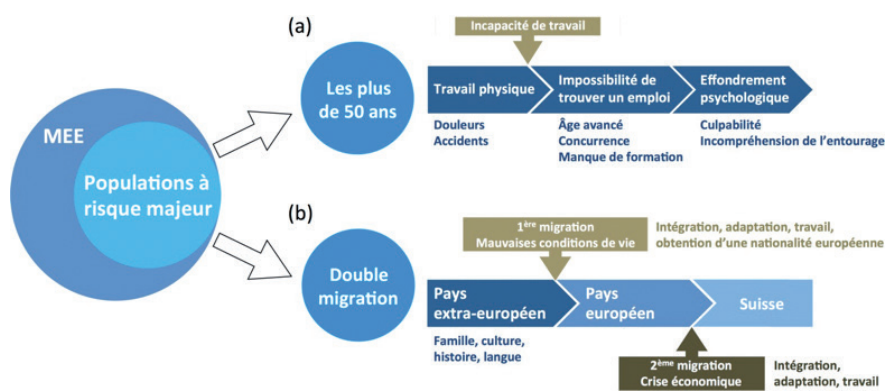 MEE
Populations à
risque majeur
(a)
Les plus
de 50 ans
Incapacité de travail
Travail physique
Impossibilité de
trouver un emploi
Effondrement
psychologique
Douleurs
Accidents
Âge avancé
Concurrence
Manque de formation
Culpabilité
Incompréhension de l'entourage
(b)
Double
migration
1ère migration
Mauvaises conditions de vie
Intégration, adaptation, travail,
obtention d'une nationalité européenne
Pays
extra-européen
Pays
européen
Suisse
Famille, culture,
histoire, langue
2ème migration
Crise économique
Intégration,
adaptation, travail